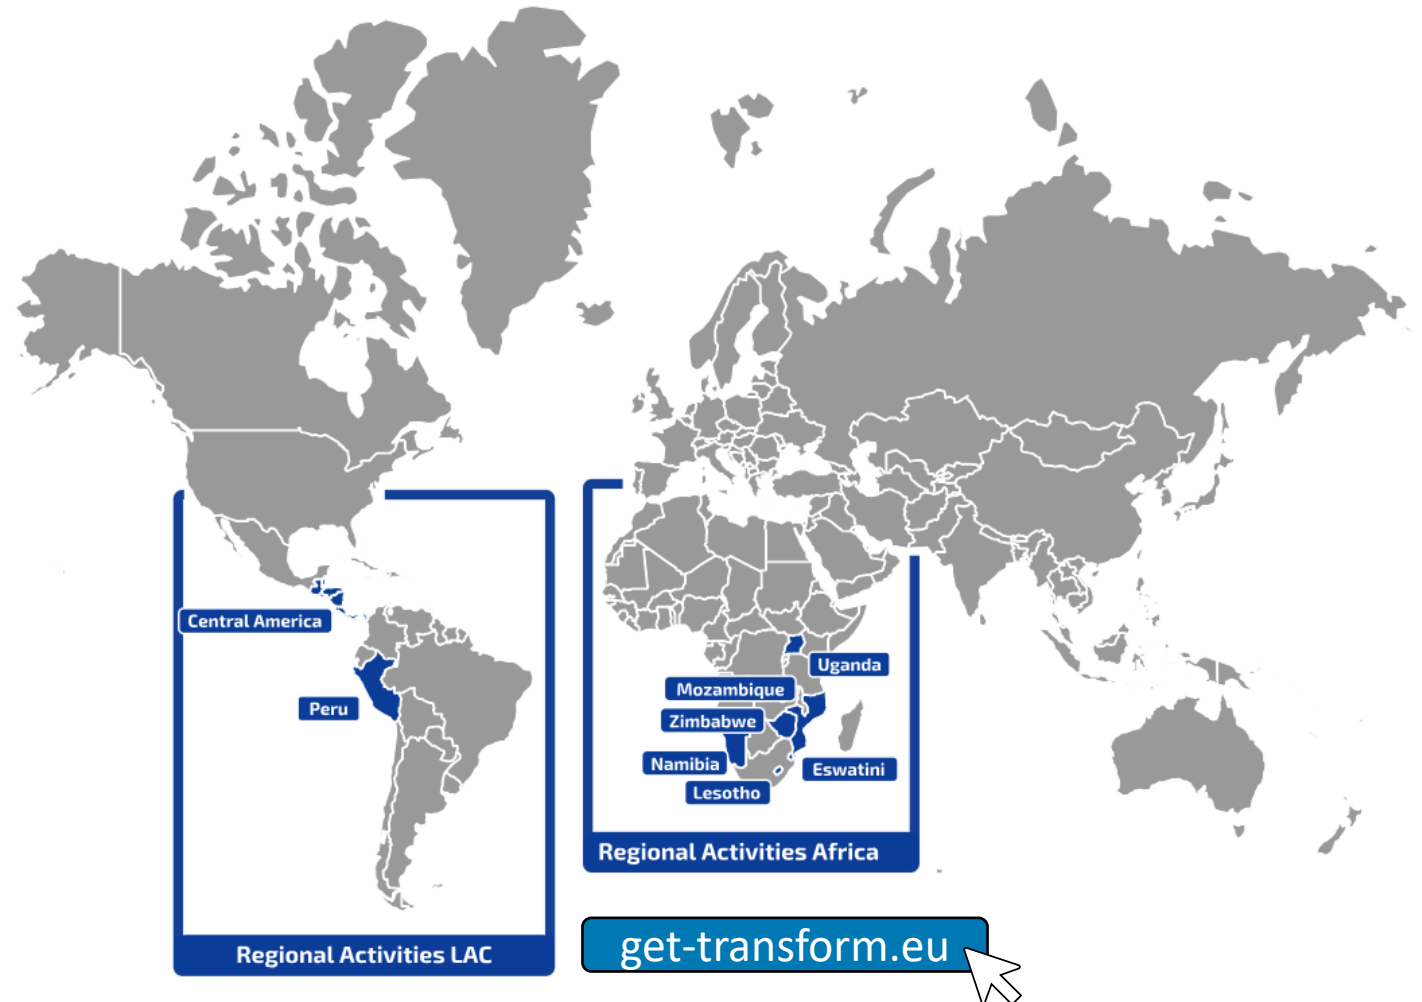 Central America
Peru
Regional Activities LAC
Uganda
Mozambique
Zimbabwe
Namibia
Eswatini
Lesotho
Regional Activities Africa
get-transform.eu